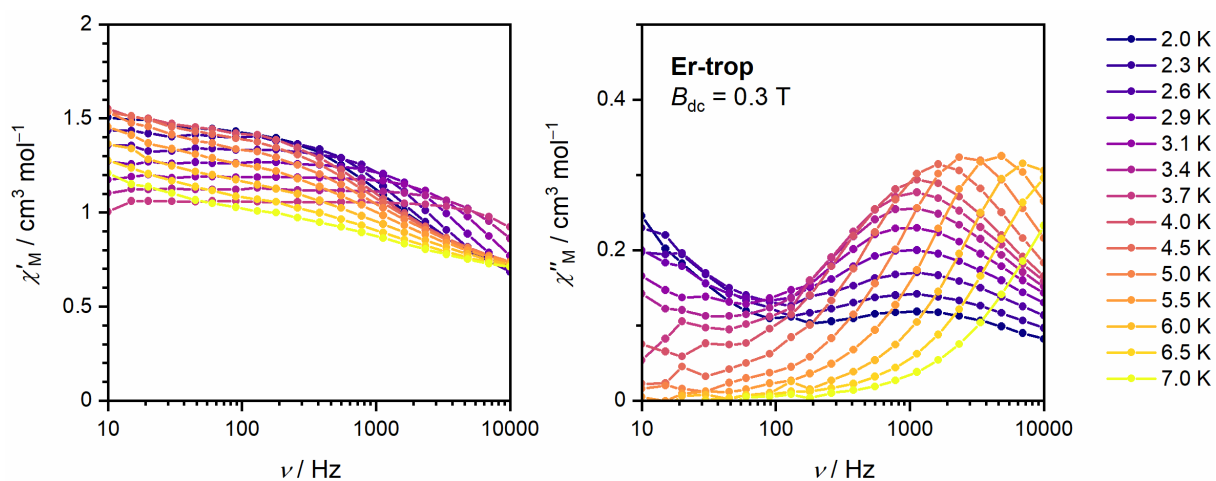 2
1.5
1
0.5
0
10
100
1000
10000
χ′M / cm³ mol⁻¹
ν / Hz
Er-trop
Bdc = 0.3 T
0.4
0.2
0
10
100
1000
10000
χ″M / cm³ mol⁻¹
ν / Hz
2.0 K
2.3 K
2.6 K
2.9 K
3.1 K
3.4 K
3.7 K
4.0 K
4.5 K
5.0 K
5.5 K
6.0 K
6.5 K
7.0 K